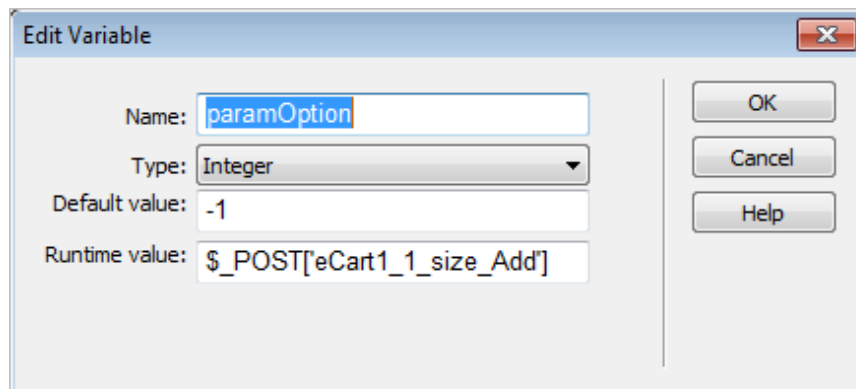 Edit Variable
Name: paramOption
OK
Type: Integer
Cancel
Default value: -1
Help
Runtime value: $_POST['eCart1_1_size_Add']